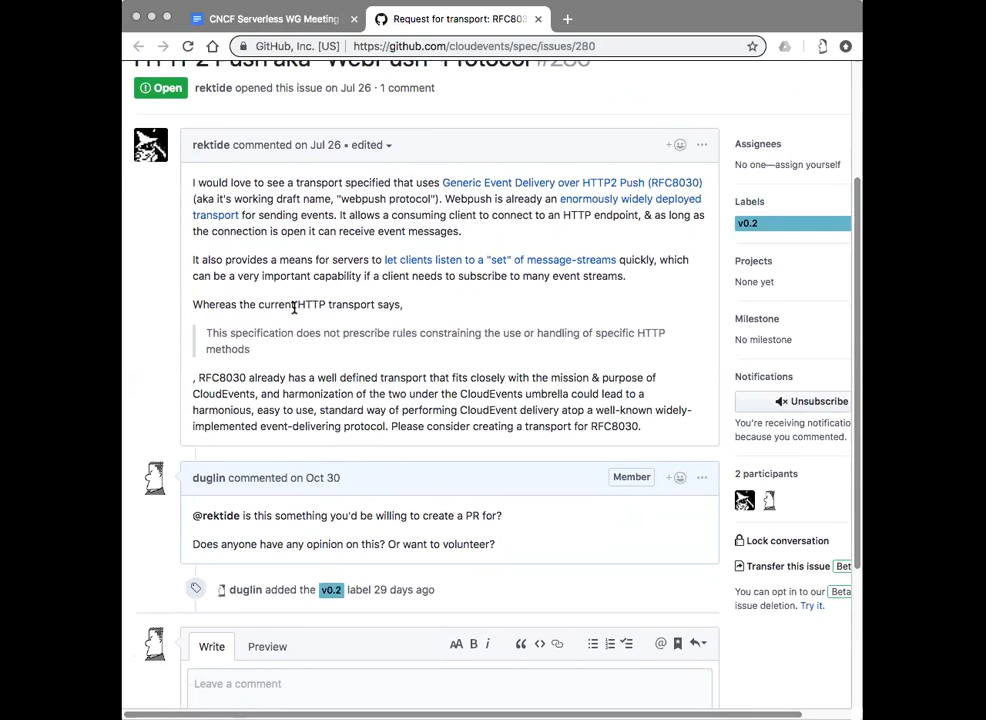 CNCF Serverless WG Meeting
Request for transport: RFC803
GitHub, Inc. [US] | https://github.com/cloudevents/spec/issues/280
HTTP2 Push aka "WebPush" Protocol #280
Open
rektide opened this issue on Jul 26 · 1 comment
rektide commented on Jul 26 • edited
I would love to see a transport specified that uses Generic Event Delivery over HTTP2 Push (RFC8030)
(aka it's working draft name, "webpush protocol"). Webpush is already an enormously widely deployed
transport for sending events. It allows a consuming client to connect to an HTTP endpoint, & as long as
the connection is open it can receive event messages.
It also provides a means for servers to let clients listen to a "set" of message-streams quickly, which
can be a very important capability if a client needs to subscribe to many event streams.
Whereas the current HTTP transport says,
This specification does not prescribe rules constraining the use or handling of specific HTTP
methods
, RFC8030 already has a well defined transport that fits closely with the mission & purpose of
CloudEvents, and harmonization of the two under the CloudEvents umbrella could lead to a
harmonious, easy to use, standard way of performing CloudEvent delivery atop a well-known widely-
implemented event-delivering protocol. Please consider creating a transport for RFC8030.
duglin commented on Oct 30
Member
@rektide is this something you'd be willing to create a PR for?
Does anyone have any opinion on this? Or want to volunteer?
duglin added the v0.2 label 29 days ago
Write
Preview
AA B i
Leave a comment
Assignees
No one—assign yourself
Labels
v0.2
Projects
None yet
Milestone
No milestone
Notifications
Unsubscribe
You're receiving notificatio
because you commented.
2 participants
Lock conversation
Transfer this issue Bet
You can opt in to our Beta
issue deletion. Try it.